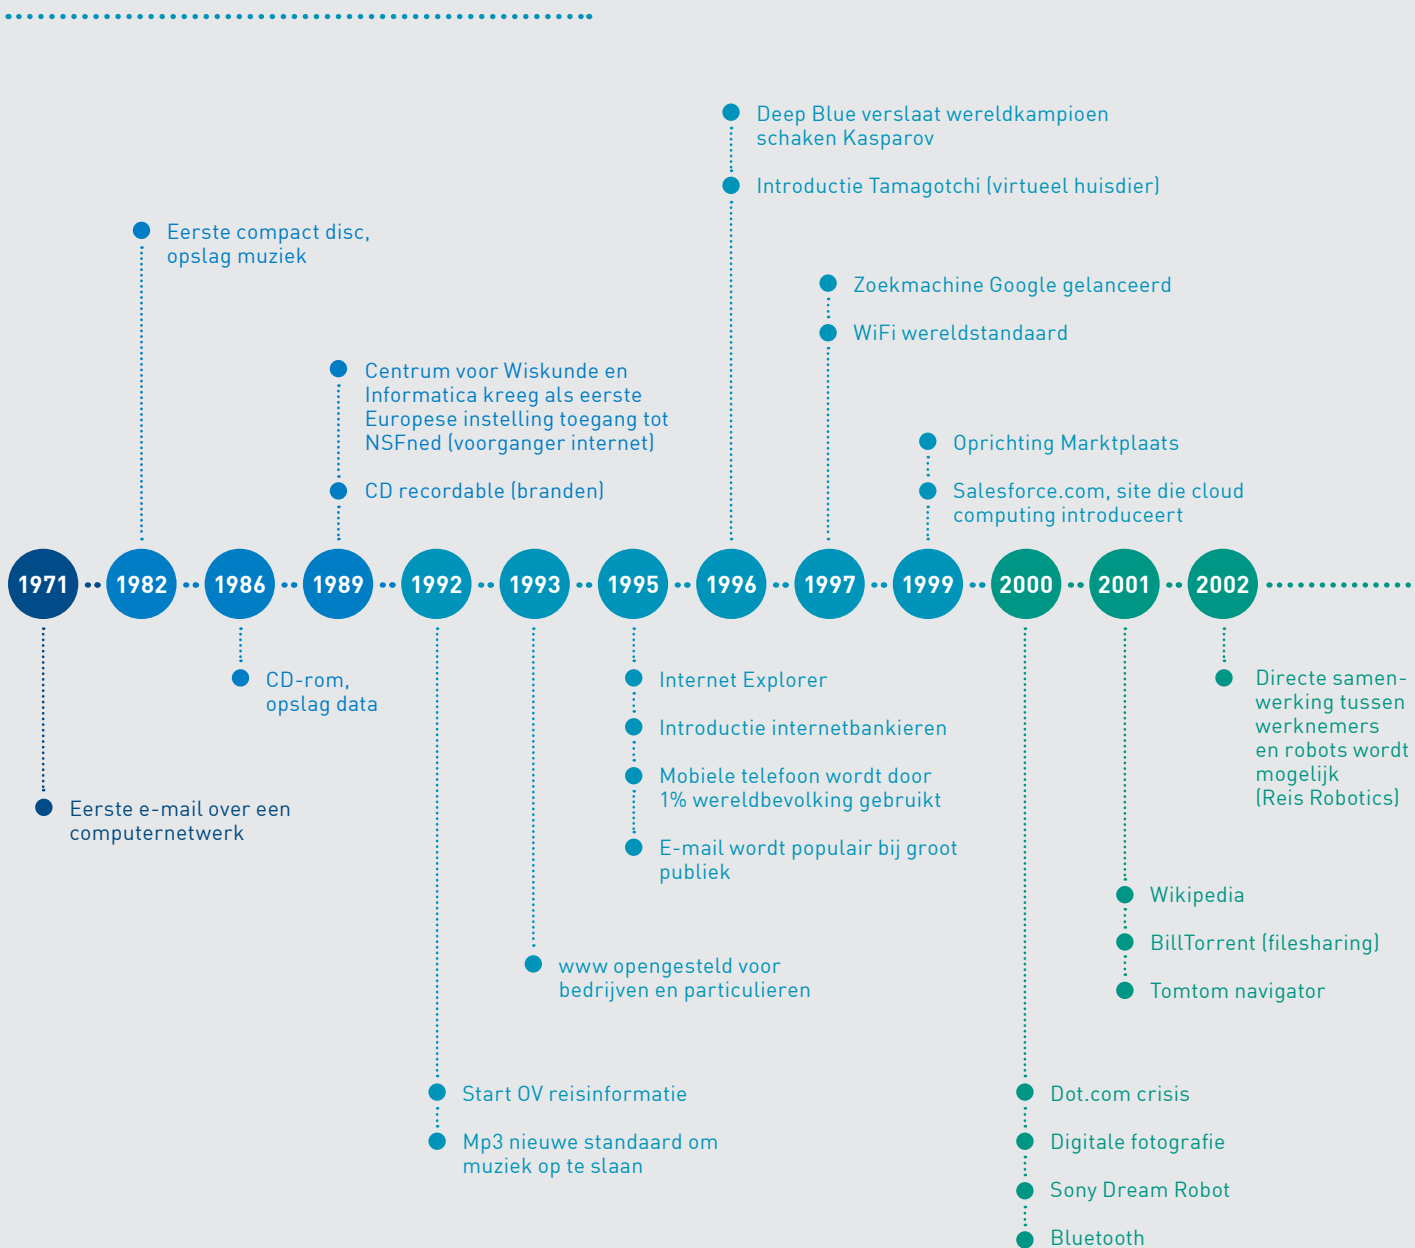 Deep Blue verslaat wereldkampioen
schaken Kasparov
Introductie Tamagotchi (virtueel huisdier)
Eerste compact disc,
opslag muziek
Zoekmachine Google gelanceerd
WiFi wereldstandaard
Centrum voor Wiskunde en
Informatica kreeg als eerste
Europese instelling toegang tot
NSFned (voorganger internet)
CD recordable (branden)
Oprichting Marktplaats
Salesforce.com, site die cloud
computing introduceert
1971 1982 1986 1989 1992 1993 1995 1996 1997 1999 2000 2001 2002
CD-rom,
opslag data
Eerste e-mail over een
computernetwerk
Internet Explorer
Introductie internetbankieren
Mobiele telefoon wordt door
1% wereldbevolking gebruikt
E-mail wordt populair bij groot
publiek
Directe samen-
werking tussen
werknemers
en robots wordt
mogelijk
(Reis Robotics)
www opengesteld voor
bedrijven en particulieren
Wikipedia
BillTorrent (filesharing)
Tomtom navigator
Start OV reisinformatie
Mp3 nieuwe standaard om
muziek op te slaan
Dot.com crisis
Digitale fotografie
Sony Dream Robot
Bluetooth